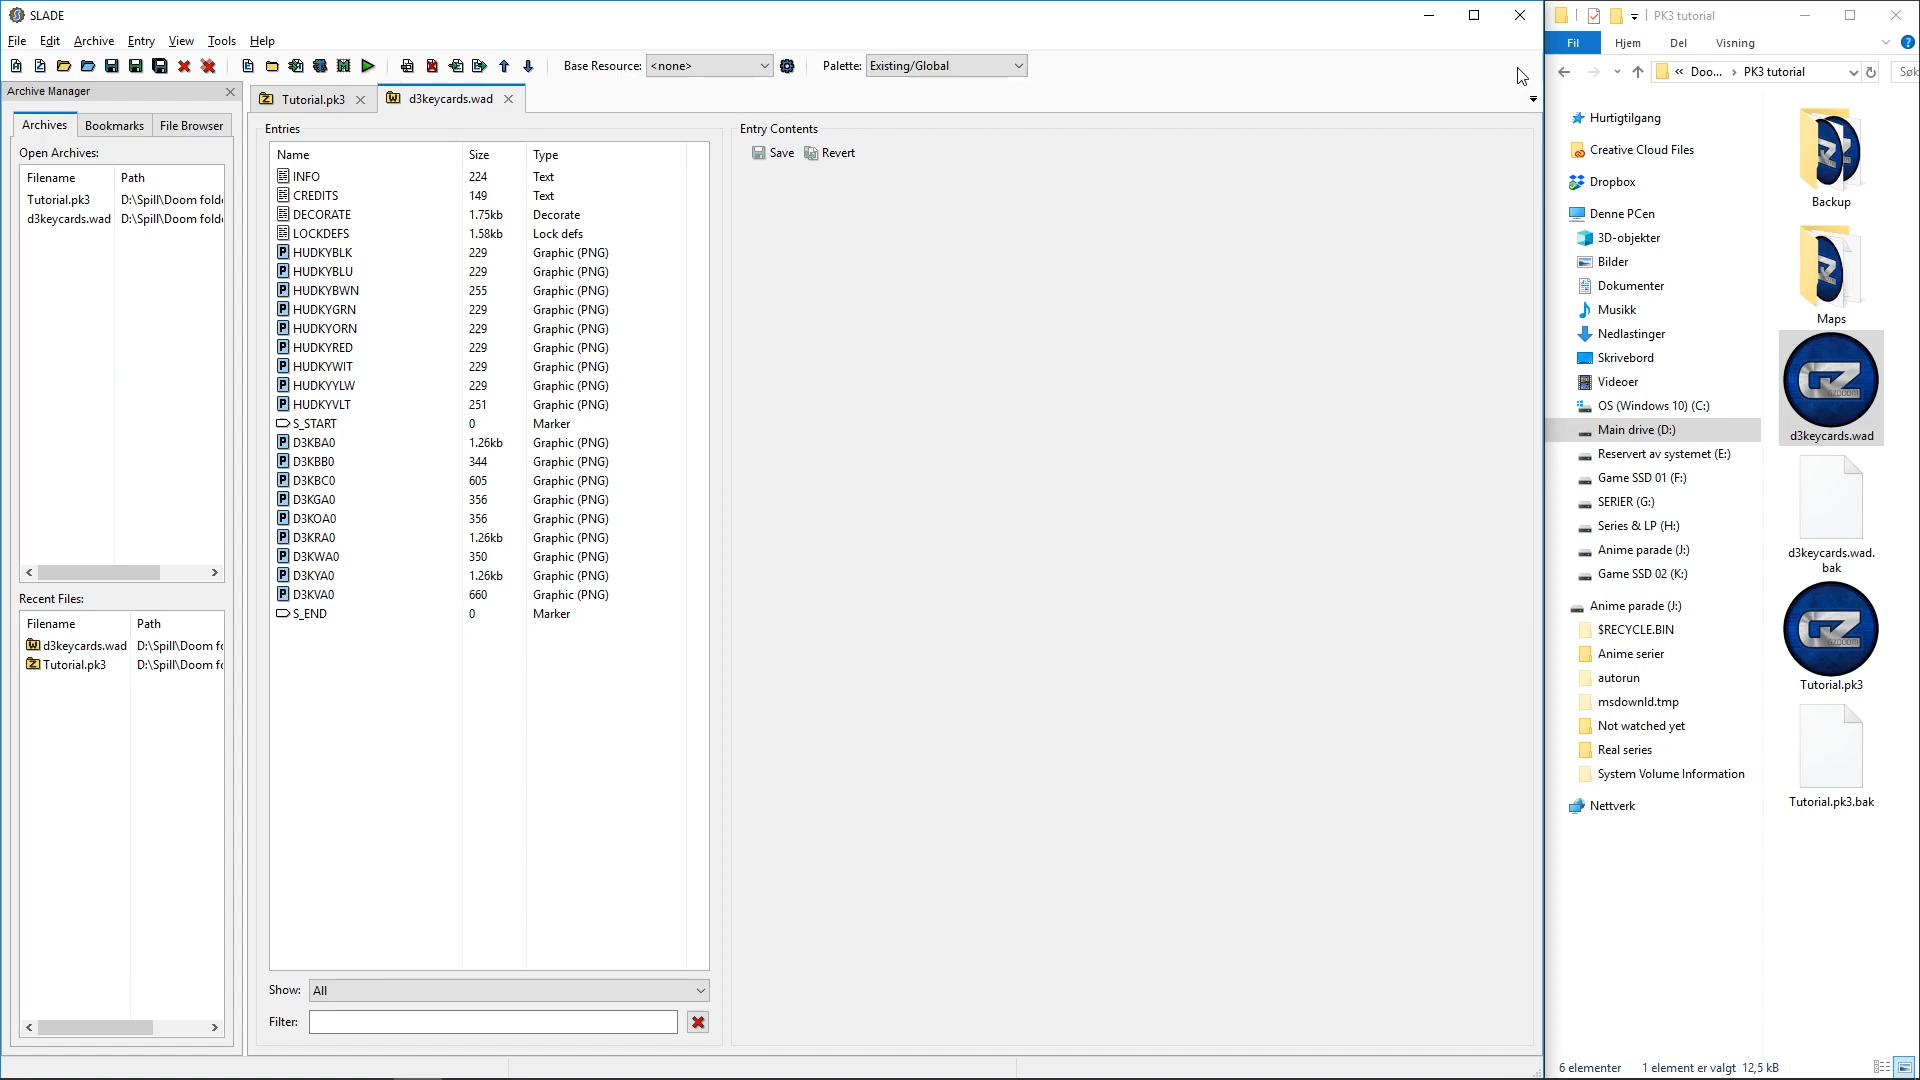 SLADE
File Edit Archive Entry View Tools Help
Base Resource: <none> Palette: Existing/Global
Archive Manager
Archives Bookmarks File Browser
Open Archives:
Filename Path
Tutorial.pk3 D:\Spill\Doom folde
d3keycards.wad D:\Spill\Doom folde
Recent Files:
Filename Path
d3keycards.wad D:\Spill\Doom fo
Tutorial.pk3 D:\Spill\Doom fo
Tutorial.pk3 d3keycards.wad
Entries
Name Size Type
INFO 224 Text
CREDITS 149 Text
DECORATE 1.75kb Decorate
LOCKDEFS 1.58kb Lock defs
HUDKYBLK 229 Graphic (PNG)
HUDKYBLU 229 Graphic (PNG)
HUDKYBWN 255 Graphic (PNG)
HUDKYGRN 229 Graphic (PNG)
HUDKYORN 229 Graphic (PNG)
HUDKYRED 229 Graphic (PNG)
HUDKYWIT 229 Graphic (PNG)
HUDKYYLW 229 Graphic (PNG)
HUDKYVLT 251 Graphic (PNG)
S_START 0 Marker
D3KBA0 1.26kb Graphic (PNG)
D3KBB0 344 Graphic (PNG)
D3KBC0 605 Graphic (PNG)
D3KGA0 356 Graphic (PNG)
D3KOA0 356 Graphic (PNG)
D3KRA0 1.26kb Graphic (PNG)
D3KWA0 350 Graphic (PNG)
D3KYA0 1.26kb Graphic (PNG)
D3KVA0 660 Graphic (PNG)
S_END 0 Marker
Show: All
Filter:
Entry Contents
Save Revert
PK3 tutorial
Fil Hjem Del Visning
« Doo... › PK3 tutorial
Søk
Hurtigtilgang
Creative Cloud Files
Dropbox
Denne PCen
3D-objekter
Bilder
Dokumenter
Musikk
Nedlastinger
Skrivebord
Videoer
OS (Windows 10) (C:)
Main drive (D:)
Reservert av systemet (E:)
Game SSD 01 (F:)
SERIER (G:)
Series & LP (H:)
Anime parade (J:)
Game SSD 02 (K:)
Anime parade (J:)
$RECYCLE.BIN
Anime serier
autorun
msdownld.tmp
Not watched yet
Real series
System Volume Information
Nettverk
Backup
Maps
d3keycards.wad
d3keycards.wad.
bak
Tutorial.pk3
Tutorial.pk3.bak
6 elementer 1 element er valgt 12,5 kB